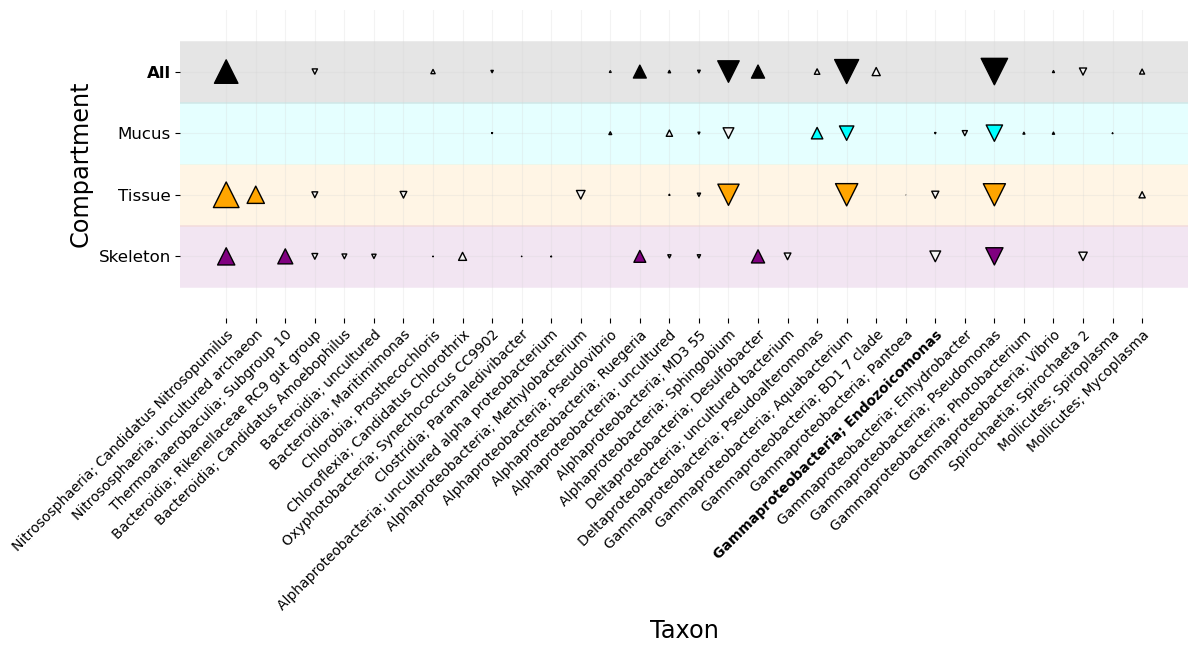 Compartment
All
Mucus
Tissue
Skeleton
Nitrososphaeria; Candidatus Nitrosopumilus
Nitrososphaeria; uncultured archaeon
Thermoanaerobaculia; Subgroup 10
Bacteroidia; Rikenellaceae RC9 gut group
Bacteroidia; Candidatus Amoebophilus
Bacteroidia; uncultured
Bacteroidia; Maritimimonas
Chlorobia; Prosthecochloris
Chloroflexia; Candidatus Chlorothrix
Oxyphotobacteria; Synechococcus CC9902
Clostridia; Paramaledivibacter
Alphaproteobacteria; uncultured alpha proteobacterium
Alphaproteobacteria; Methylobacterium
Alphaproteobacteria; Pseudovibrio
Alphaproteobacteria; Ruegeria
Alphaproteobacteria; uncultured
Alphaproteobacteria; MD3 55
Alphaproteobacteria; Sphingobium
Deltaproteobacteria; Desulfobacter
Deltaproteobacteria; uncultured bacterium
Gammaproteobacteria; Pseudoalteromonas
Gammaproteobacteria; Aquabacterium
Gammaproteobacteria; BD1 7 clade
Gammaproteobacteria; Pantoea
Gammaproteobacteria; Endozoicomonas
Gammaproteobacteria; Enhydrobacter
Gammaproteobacteria; Pseudomonas
Gammaproteobacteria; Photobacterium
Gammaproteobacteria; Vibrio
Spirochaetia; Spirochaeta 2
Mollicutes; Spiroplasma
Mollicutes; Mycoplasma
Taxon